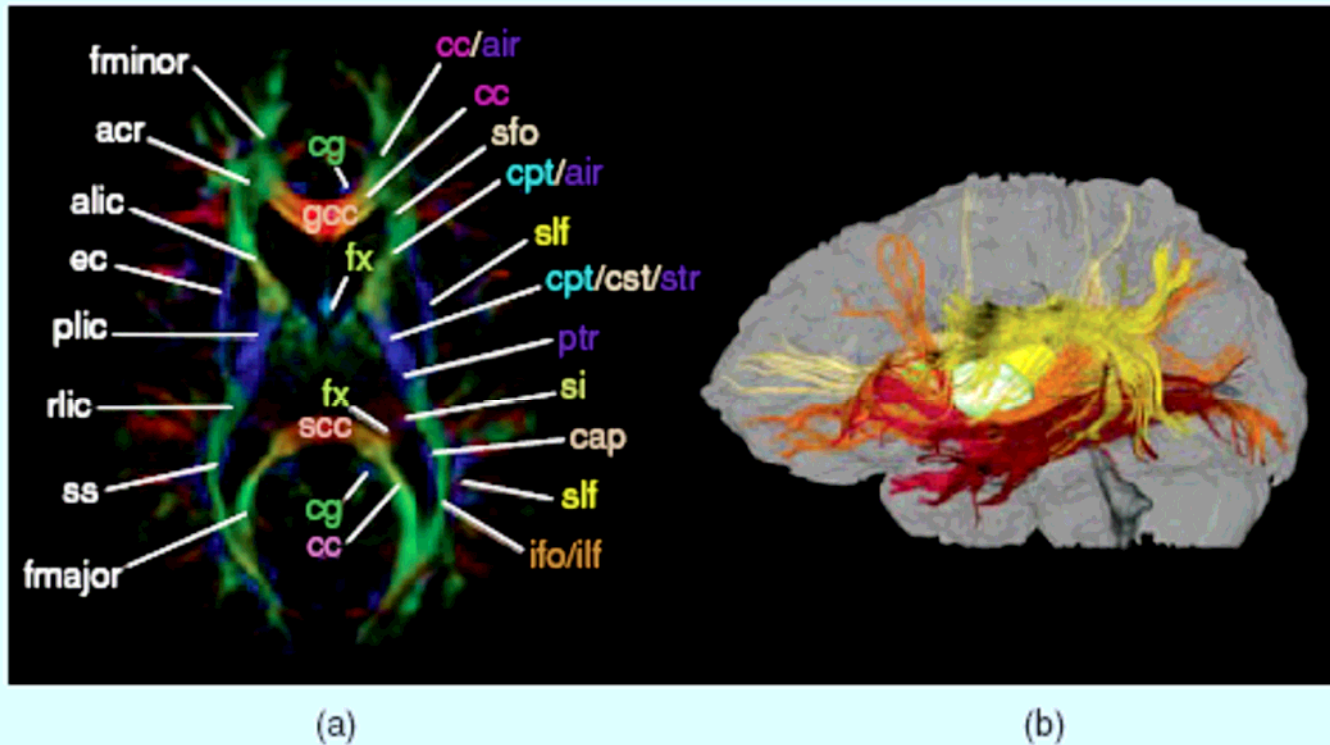 fminor
acr
alic
ec
plic
rlic
ss
fmajor
cg
gcc
fx
fx
scc
cg
cc
cc/air
cc
sfo
cpt/air
slf
cpt/cst/str
ptr
si
cap
slf
ifo/ilf
(a)
(b)